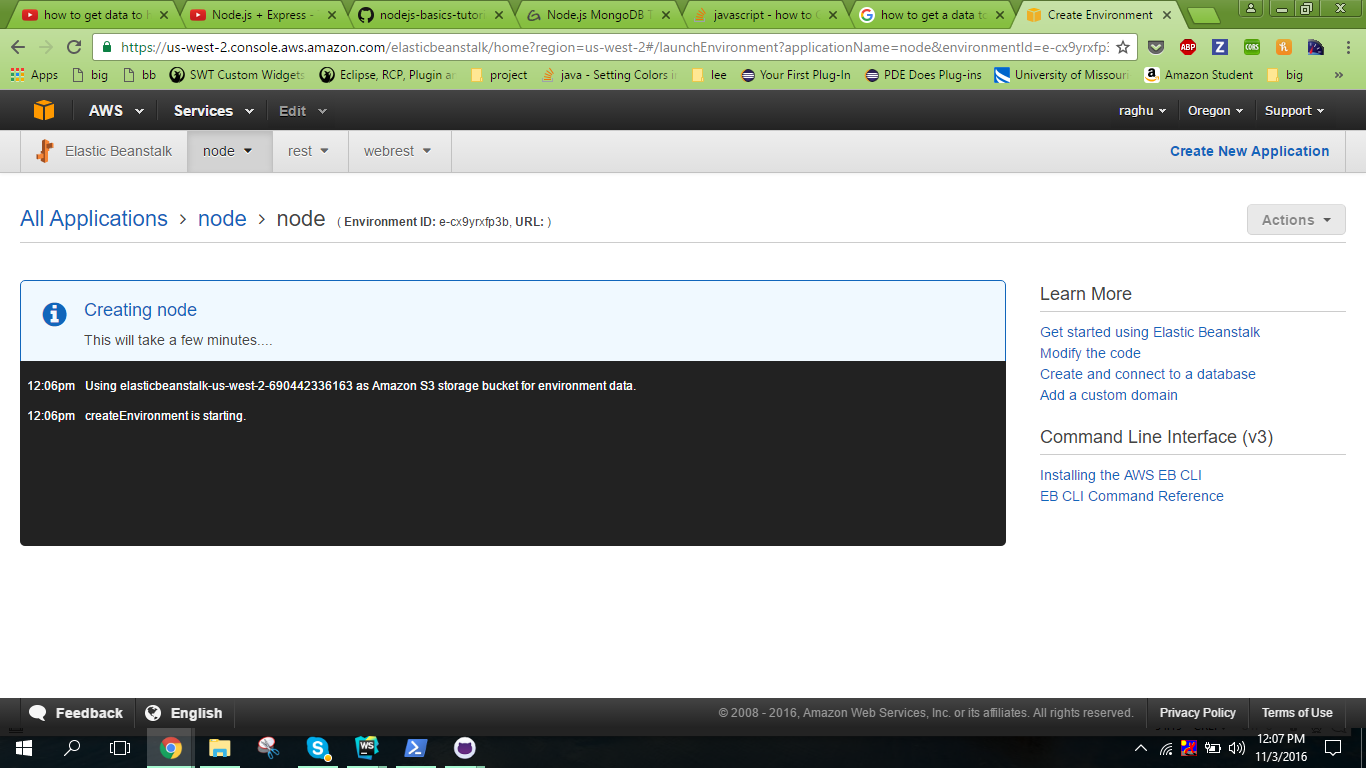 how to get data to h
Node.js + Express -
nodejs-basics-tutori
Node.js MongoDB T
javascript - how to
how to get a data to
Create Environment
https://us-west-2.console.aws.amazon.com/elasticbeanstalk/home?region=us-west-2#/launchEnvironment?applicationName=node&environmentId=e-cx9yrxfp3
ABP
Z
CORS
Apps
big
bb
SWT Custom Widgets
Eclipse, RCP, Plugin an
project
java - Setting Colors i
lee
Your First Plug-In
PDE Does Plug-ins
University of Missouri
Amazon Student
big
»
AWS
Services
Edit
raghu
Oregon
Support
Elastic Beanstalk
node
rest
webrest
Create New Application
All Applications > node > node ( Environment ID: e-cx9yrxfp3b, URL: )
Actions
Creating node
This will take a few minutes....
12:06pm Using elasticbeanstalk-us-west-2-690442336163 as Amazon S3 storage bucket for environment data.
12:06pm createEnvironment is starting.
Learn More
Get started using Elastic Beanstalk
Modify the code
Create and connect to a database
Add a custom domain
Command Line Interface (v3)
Installing the AWS EB CLI
EB CLI Command Reference
Feedback
English
© 2008 - 2016, Amazon Web Services, Inc. or its affiliates. All rights reserved.
Privacy Policy
Terms of Use
WS
12:07 PM
11/3/2016